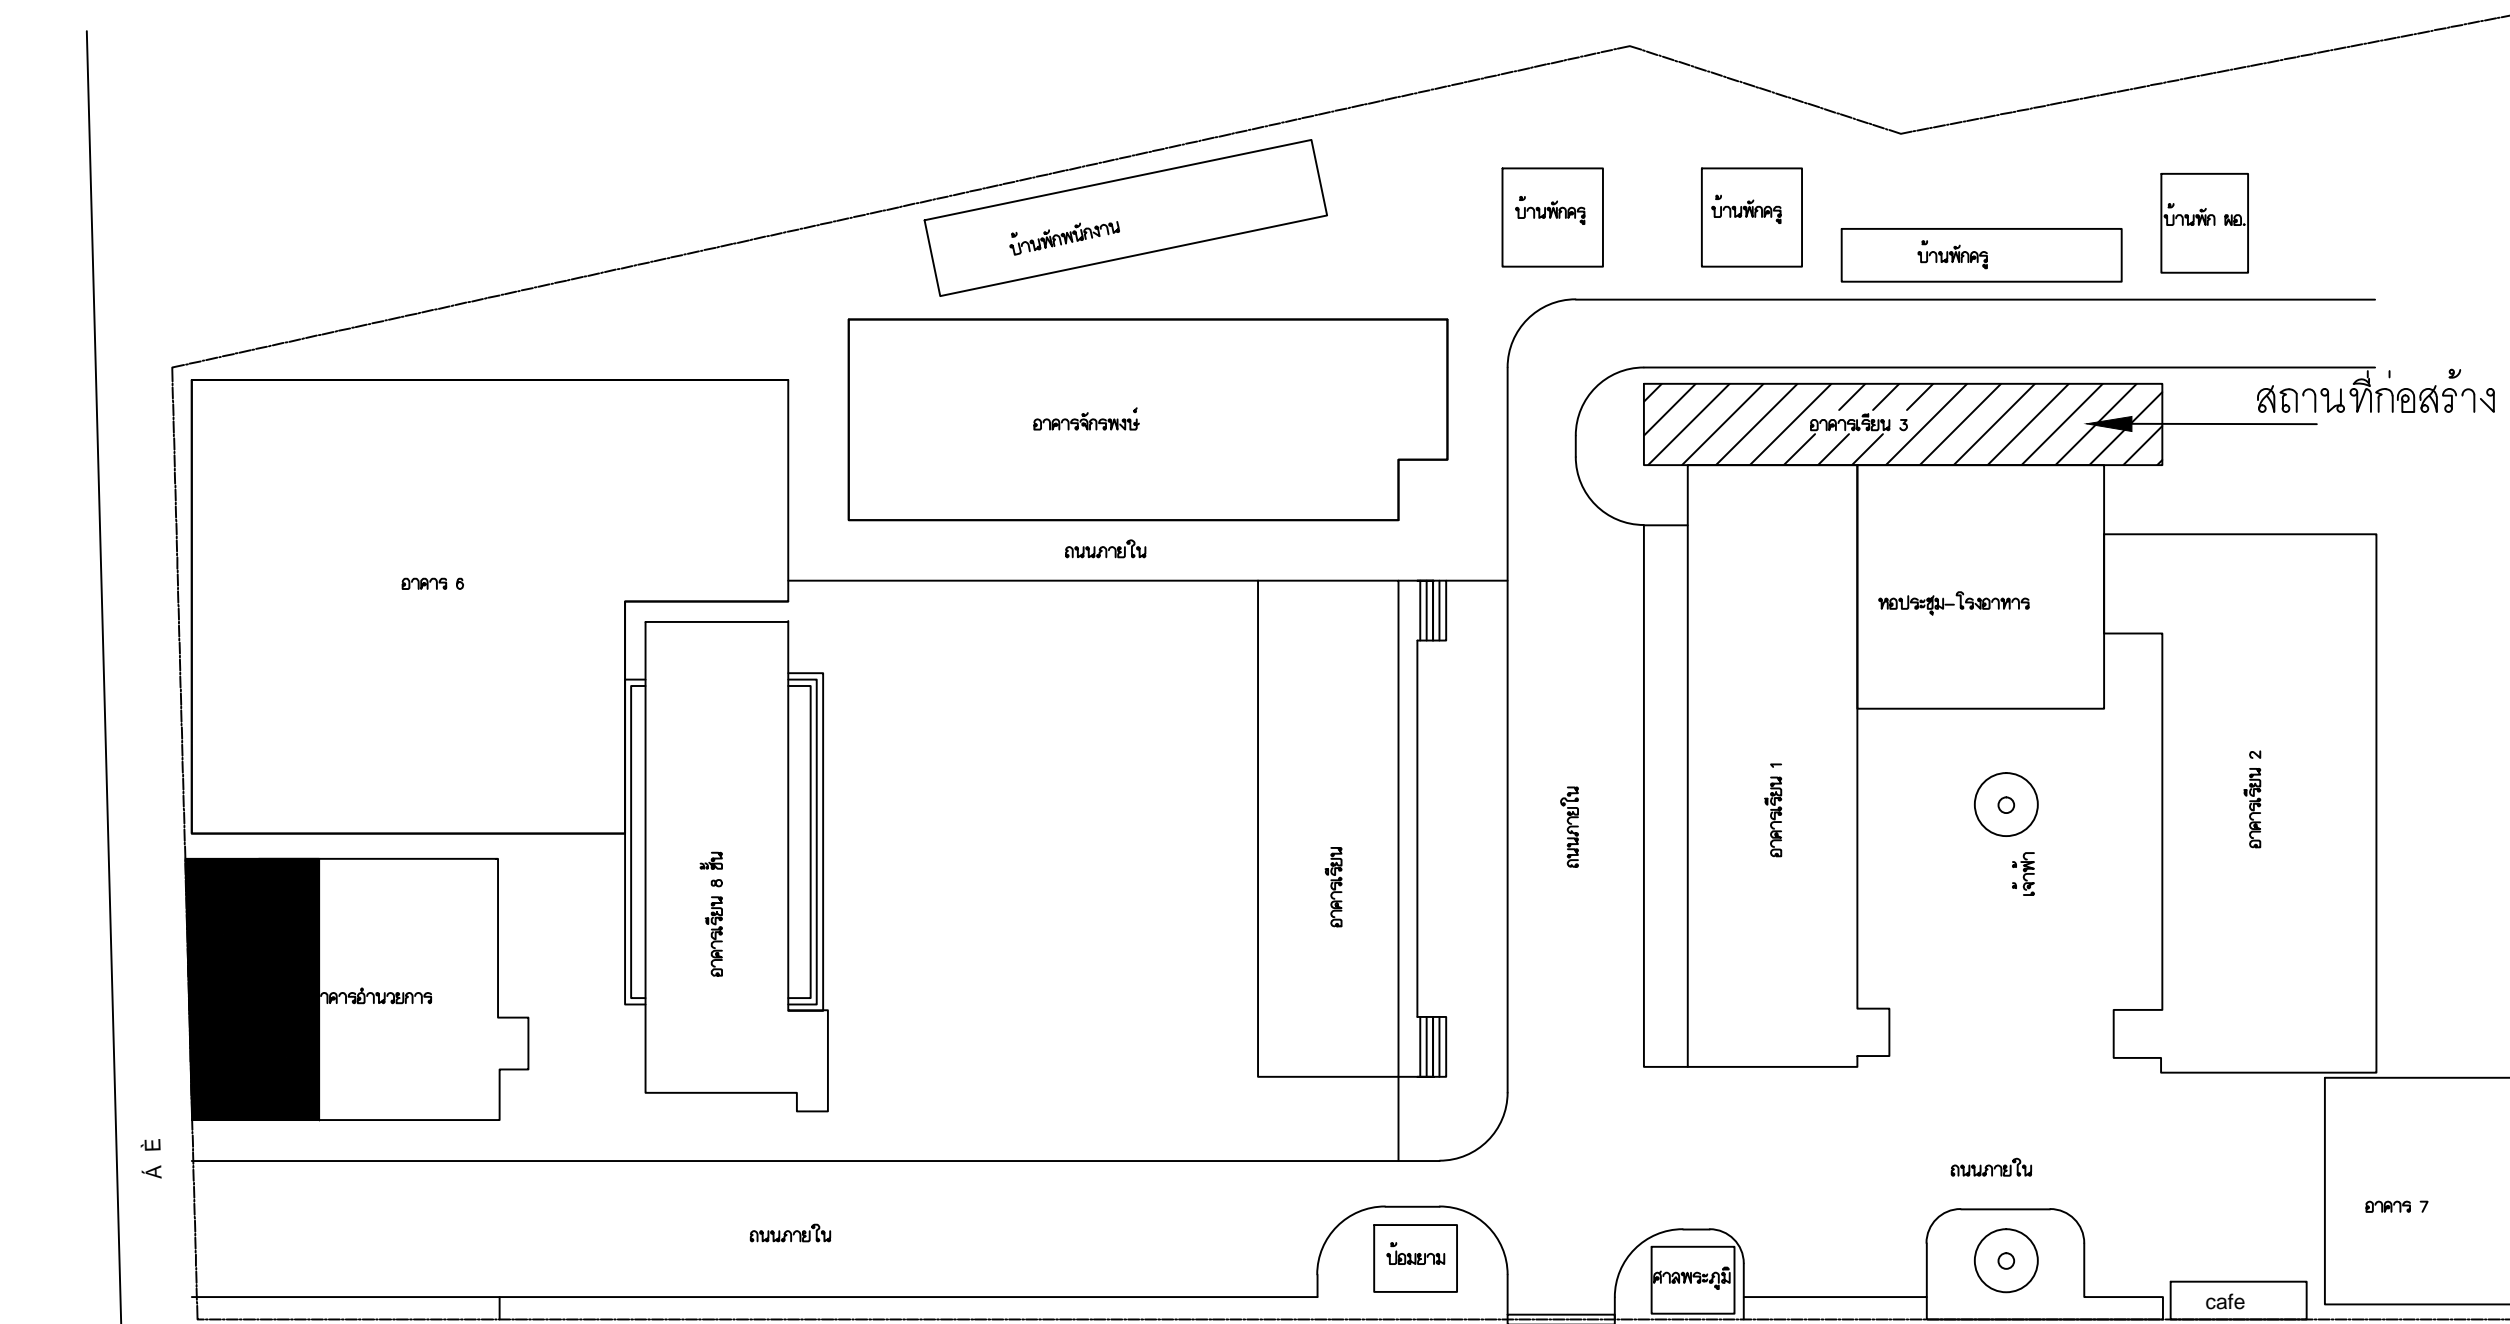 บ้านพักพนักงาน
บ้านพักครู
บ้านพักครู
บ้านพักครู
บ้านพัก ผอ.
อาคารจักรพงษ์
อาคารเรียน 3
สถานที่ก่อสร้าง
ถนนภายใน
อาคาร 6
หอประชุม-โรงอาหาร
อาคารเรียน 8 ชั้น
อาคารเรียน
ถนนภายใน
อาคารเรียน 1
เจ้าฟ้า
อาคารเรียน 2
าคารอำนวยการ
Á È
ถนนภายใน
ถนนภายใน
อาคาร 7
ป้อมยาม
ศาลพระภูมิ
cafe